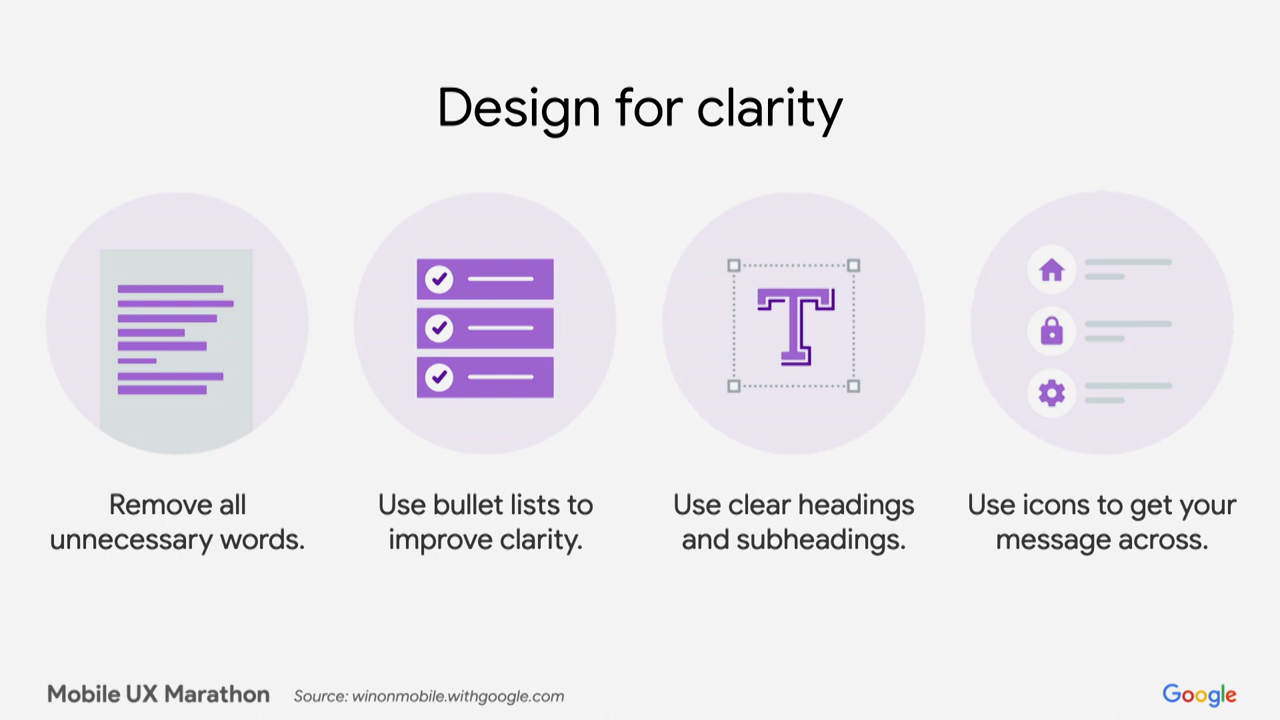 Design for clarity
T
Remove all
unnecessary words.
Use bullet lists to
improve clarity.
Use clear headings
and subheadings.
Use icons to get your
message across.
Mobile UX Marathon
Source: winonmobile.withgoogle.com
Google